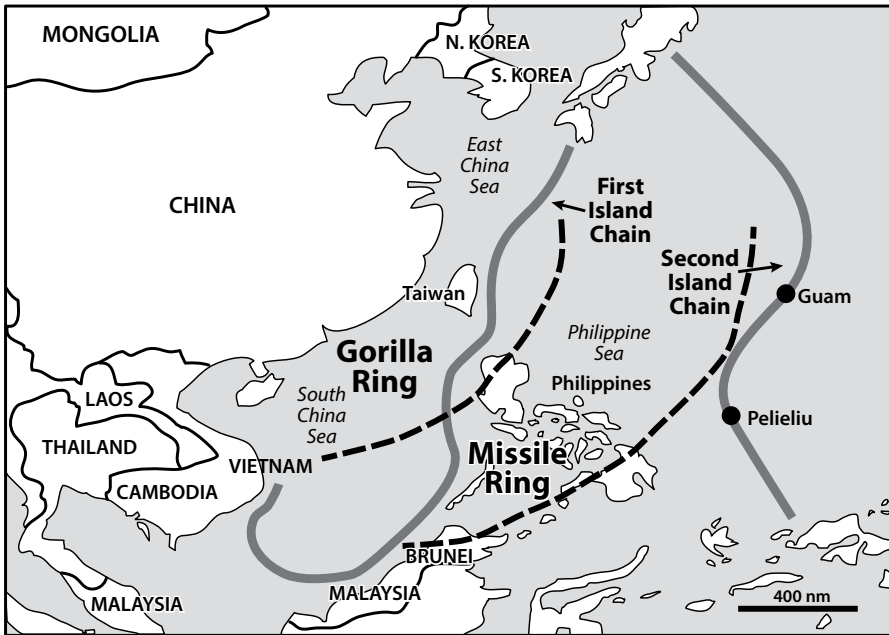 MONGOLIA
N. KOREA
S. KOREA
East
China
Sea
CHINA
First
Island
Chain
Second
Island
Chain
Taiwan
Guam
Philippine
Sea
Gorilla
Ring
Philippines
South
China
Sea
LAOS
Pelieliu
THAILAND
VIETNAM
Missile
Ring
CAMBODIA
BRUNEI
MALAYSIA
MALAYSIA
400 nm